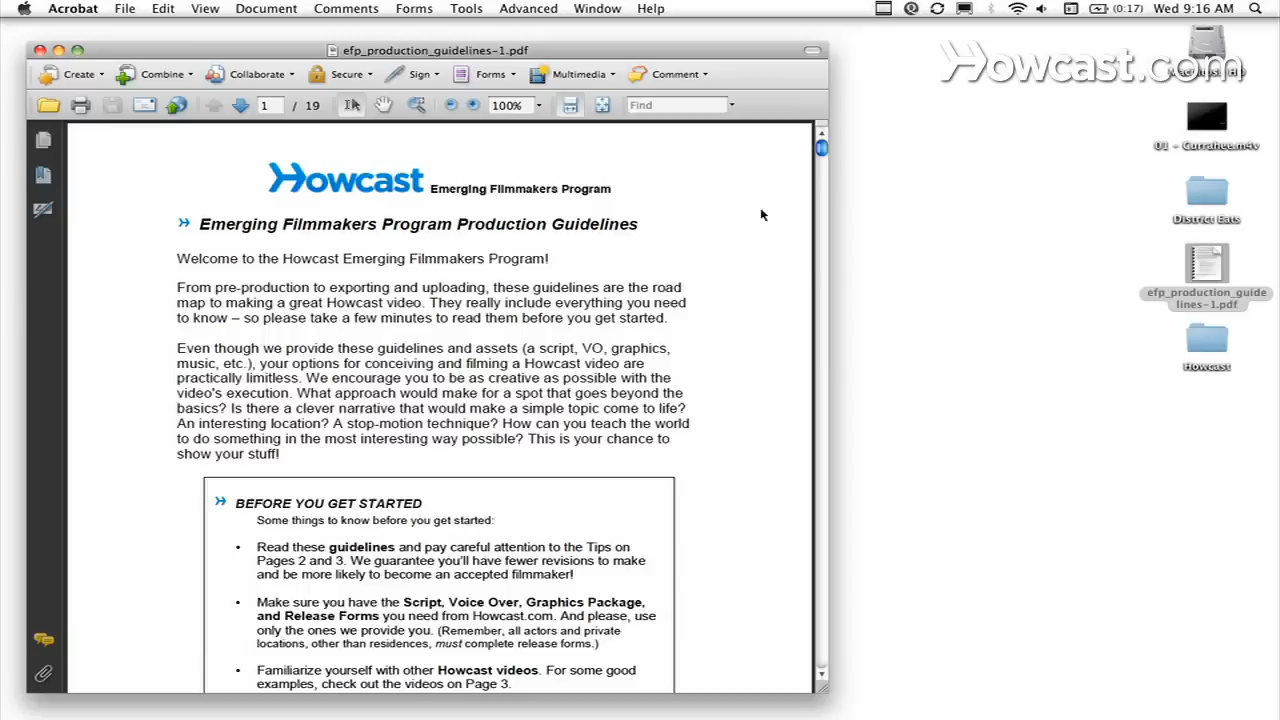 Acrobat File Edit View Document Comments Forms Tools Advanced Window Help (0:17) Wed 9:16 AM
efp_production_guidelines-1.pdf
Howcast.com
Create Combine Collaborate Secure Sign Forms Multimedia Comment
1 / 19 100% Find
Howcast Emerging Filmmakers Program
Emerging Filmmakers Program Production Guidelines
Welcome to the Howcast Emerging Filmmakers Program!
From pre-production to exporting and uploading, these guidelines are the road
map to making a great Howcast video. They really include everything you need
to know – so please take a few minutes to read them before you get started.
Even though we provide these guidelines and assets (a script, VO, graphics,
music, etc.), your options for conceiving and filming a Howcast video are
practically limitless. We encourage you to be as creative as possible with the
video's execution. What approach would make for a spot that goes beyond the
basics? Is there a clever narrative that would make a simple topic come to life?
An interesting location? A stop-motion technique? How can you teach the world
to do something in the most interesting way possible? This is your chance to
show your stuff!
BEFORE YOU GET STARTED
Some things to know before you get started:
• Read these guidelines and pay careful attention to the Tips on
Pages 2 and 3. We guarantee you'll have fewer revisions to make
and be more likely to become an accepted filmmaker!
• Make sure you have the Script, Voice Over, Graphics Package,
and Release Forms you need from Howcast.com. And please, use
only the ones we provide you. (Remember, all actors and private
locations, other than residences, must complete release forms.)
• Familiarize yourself with other Howcast videos. For some good
examples, check out the videos on Page 3.
01 - Currahee.m4v
District Eats
efp_production_guide
lines-1.pdf
Howcast